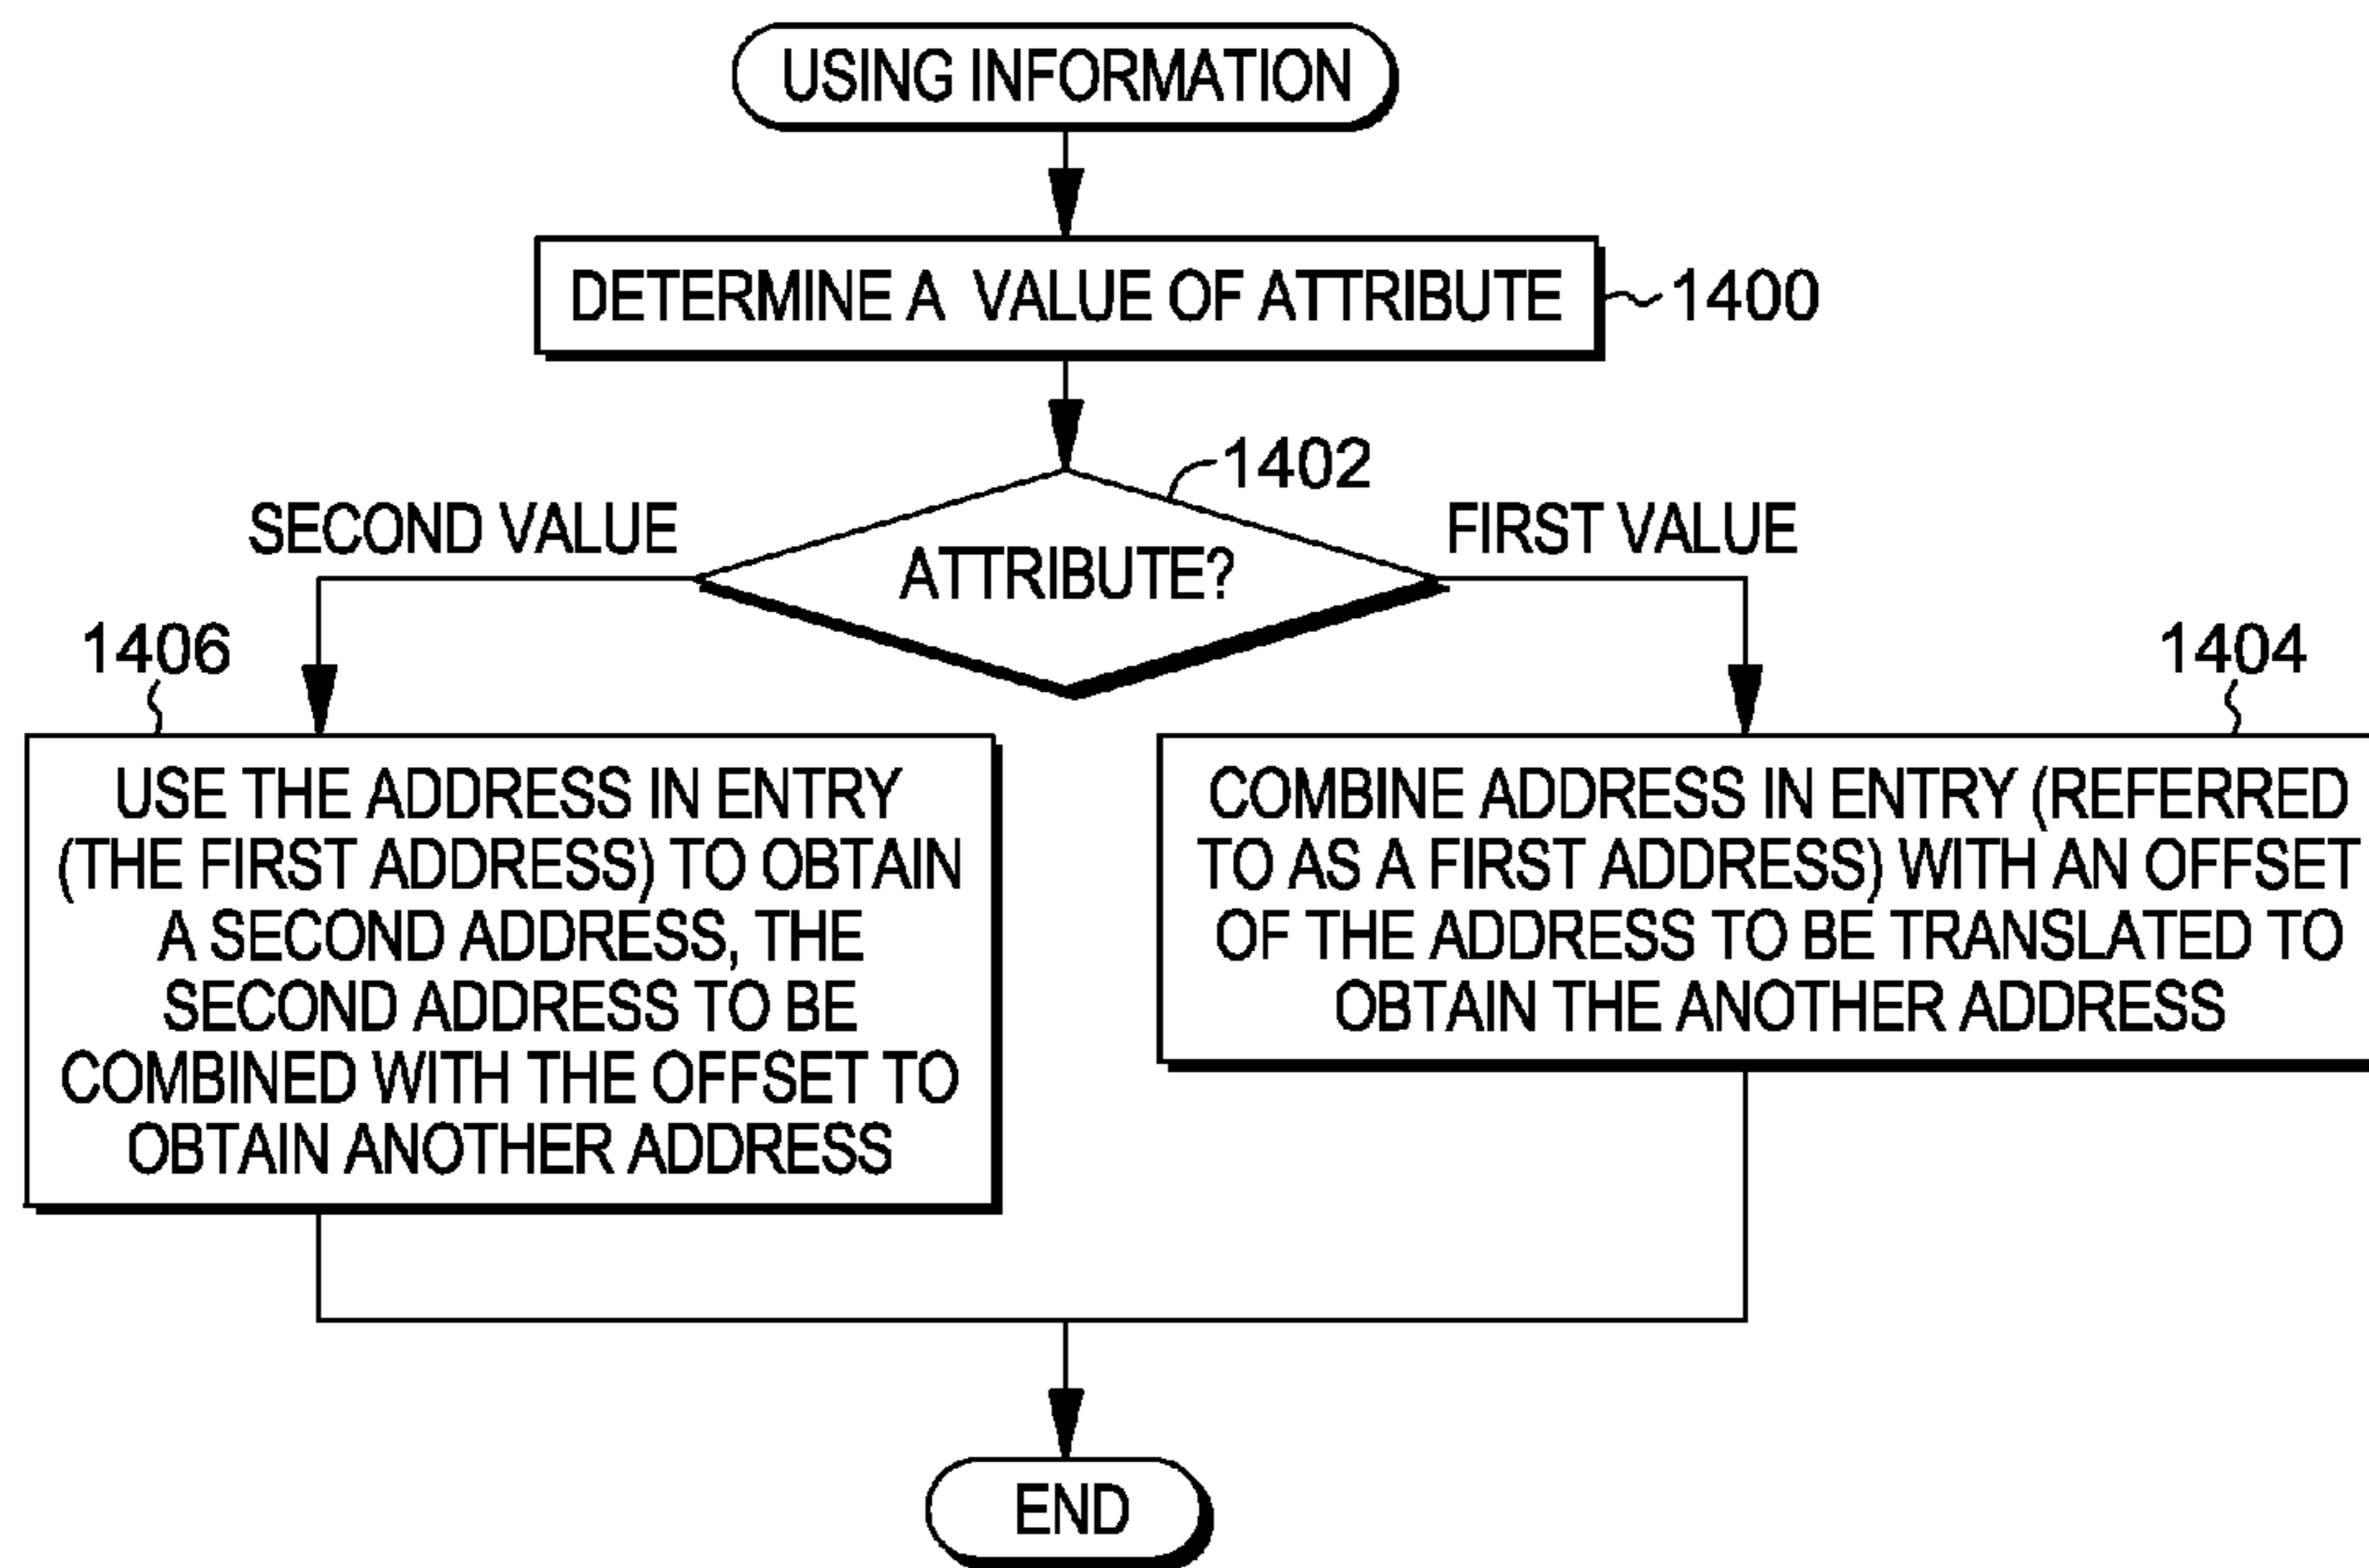 USING INFORMATION
DETERMINE A VALUE OF ATTRIBUTE
1400
1402
SECOND VALUE
ATTRIBUTE?
FIRST VALUE
1406
USE THE ADDRESS IN ENTRY
(THE FIRST ADDRESS) TO OBTAIN
A SECOND ADDRESS, THE
SECOND ADDRESS TO BE
COMBINED WITH THE OFFSET TO
OBTAIN ANOTHER ADDRESS
1404
COMBINE ADDRESS IN ENTRY (REFERRED
TO AS A FIRST ADDRESS) WITH AN OFFSET
OF THE ADDRESS TO BE TRANSLATED TO
OBTAIN THE ANOTHER ADDRESS
END